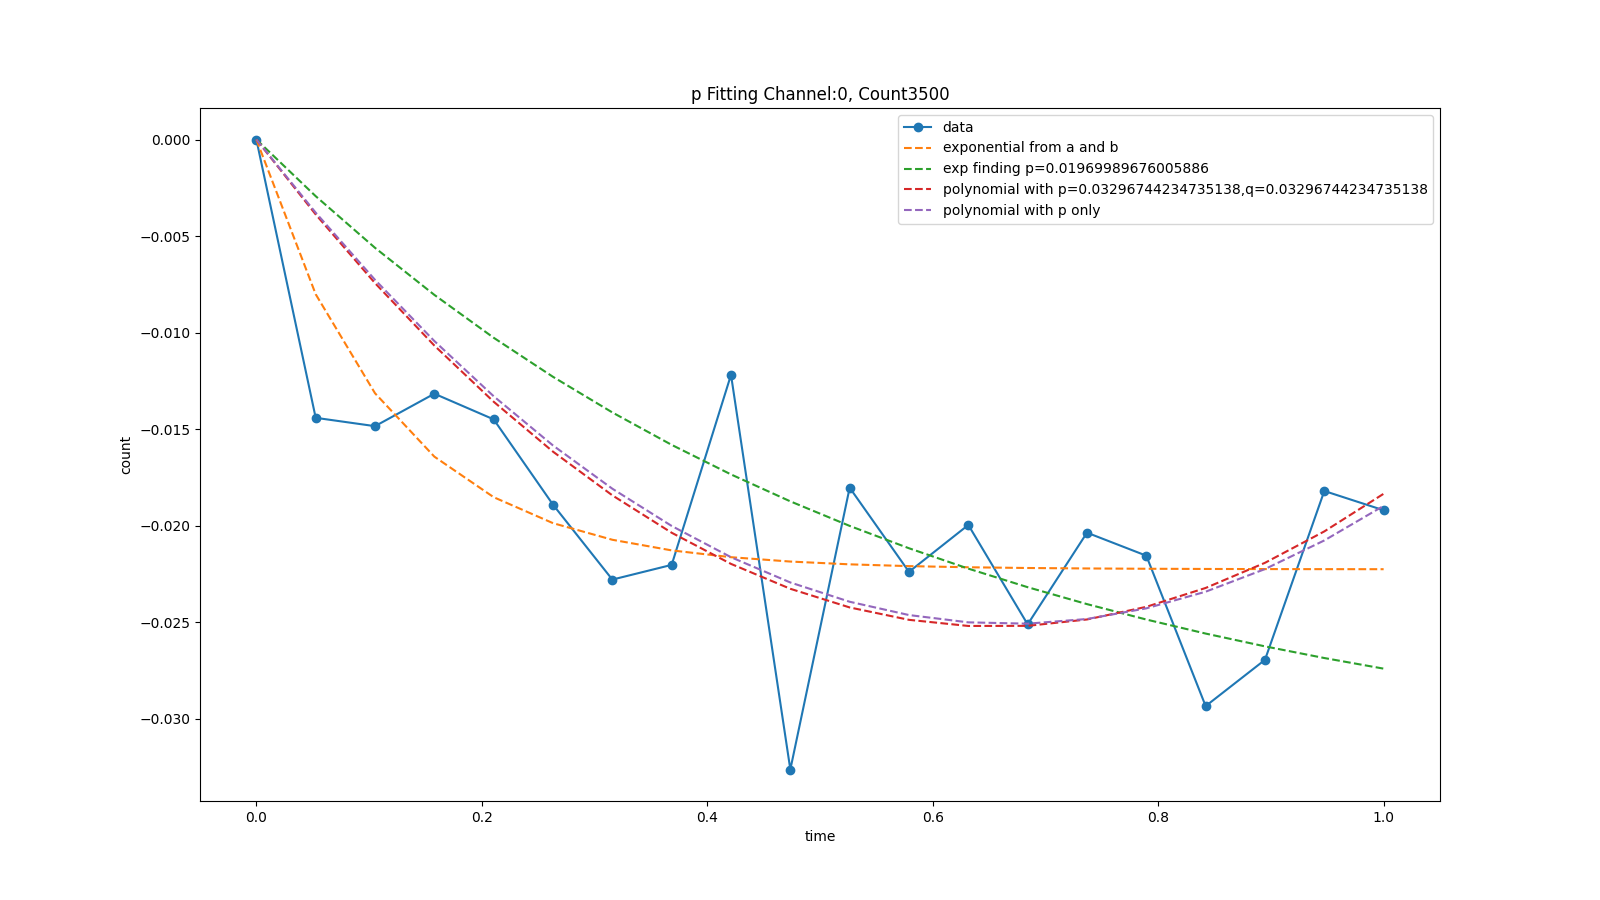 p Fitting Channel:0, Count3500
data
exponential from a and b
exp finding p=0.01969989676005886
polynomial with p=0.03296744234735138,q=0.03296744234735138
polynomial with p only
0.000
−0.005
−0.010
−0.015
−0.020
−0.025
−0.030
count
0.0 0.2 0.4 0.6 0.8 1.0
time